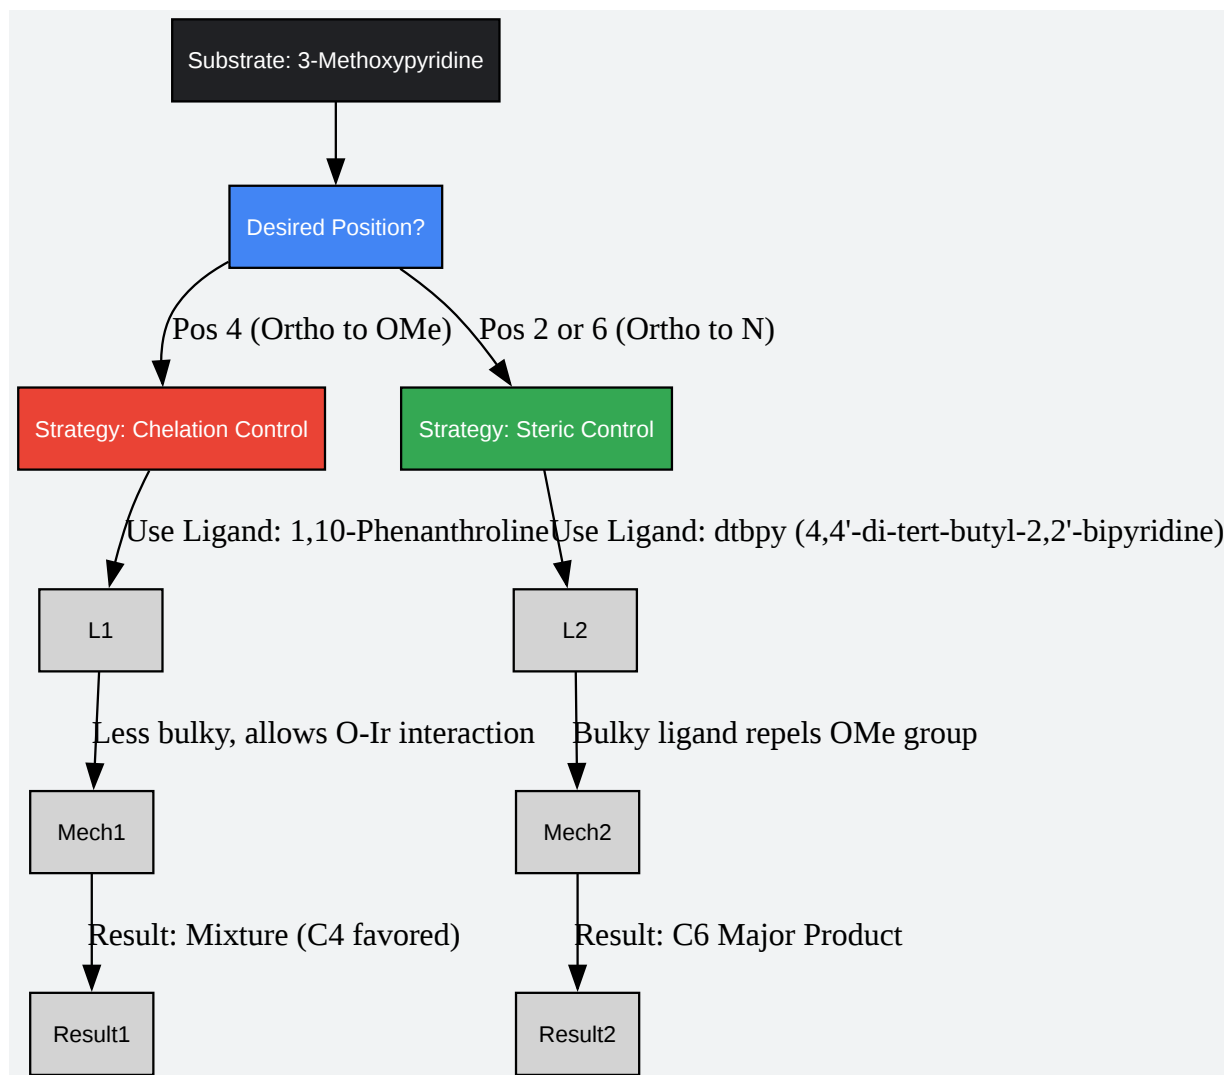 Substrate: 3-Methoxypyridine
Desired Position?
Pos 4 (Ortho to OMe)
Pos 2 or 6 (Ortho to N)
Strategy: Chelation Control
Strategy: Steric Control
Use Ligand: 1,10-Phenanthroline
Use Ligand: dtbpy (4,4'-di-tert-butyl-2,2'-bipyridine)
L1
L2
Less bulky, allows O-Ir interaction
Bulky ligand repels OMe group
Mech1
Mech2
Result: Mixture (C4 favored)
Result: C6 Major Product
Result1
Result2